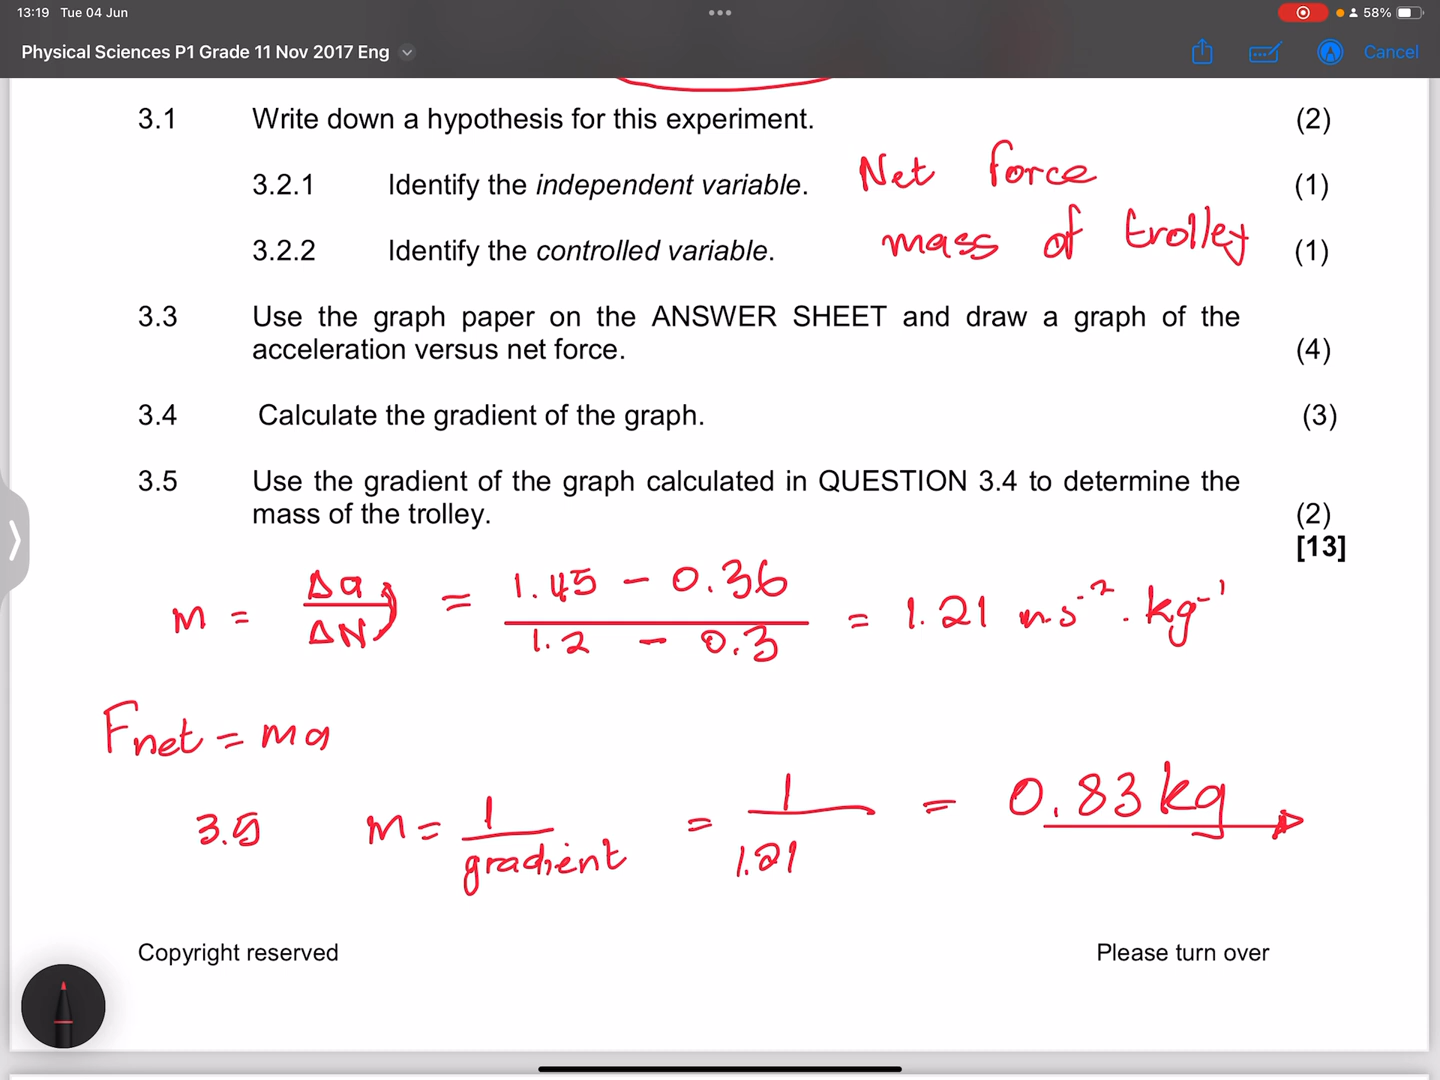 13:19 Tue 04 Jun
58%
Physical Sciences P1 Grade 11 Nov 2017 Eng
Cancel
3.1 Write down a hypothesis for this experiment. (2)
3.2.1 Identify the independent variable. Net force (1)
3.2.2 Identify the controlled variable. mass of trolley (1)
3.3 Use the graph paper on the ANSWER SHEET and draw a graph of the
acceleration versus net force. (4)
3.4 Calculate the gradient of the graph. (3)
3.5 Use the gradient of the graph calculated in QUESTION 3.4 to determine the
mass of the trolley. (2)
[13]
m = Δa / ΔN = 1.45 - 0.36 / 1.2 - 0.3 = 1.21 m.s⁻². kg⁻¹
Fnet = ma
3.5 m = 1 / gradient = 1 / 1.21 = 0.83 kg
Copyright reserved Please turn over